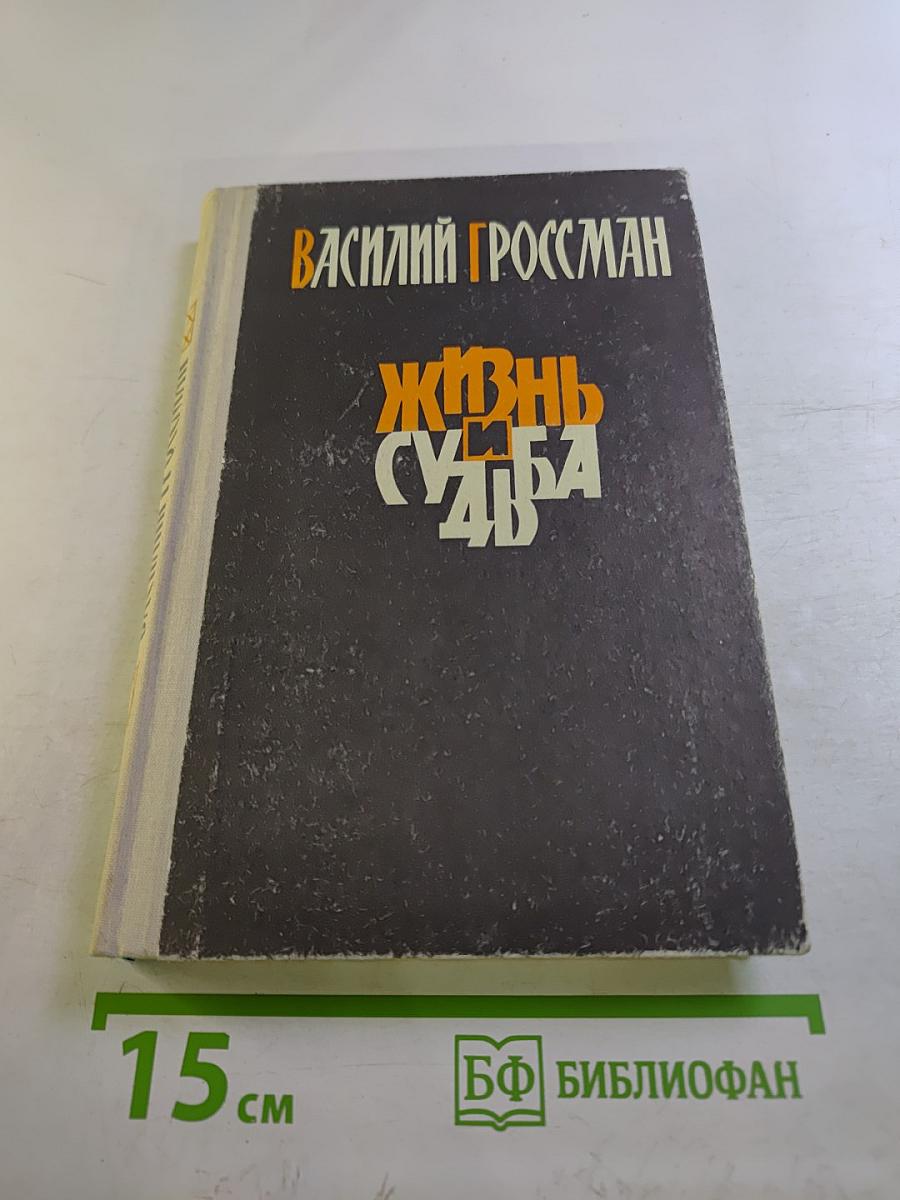 ВАСИЛИЙ ГРОССМАН
ЖИЗНЬ
И
СУДЬБА
15 см
БФ БИБЛИОФАН